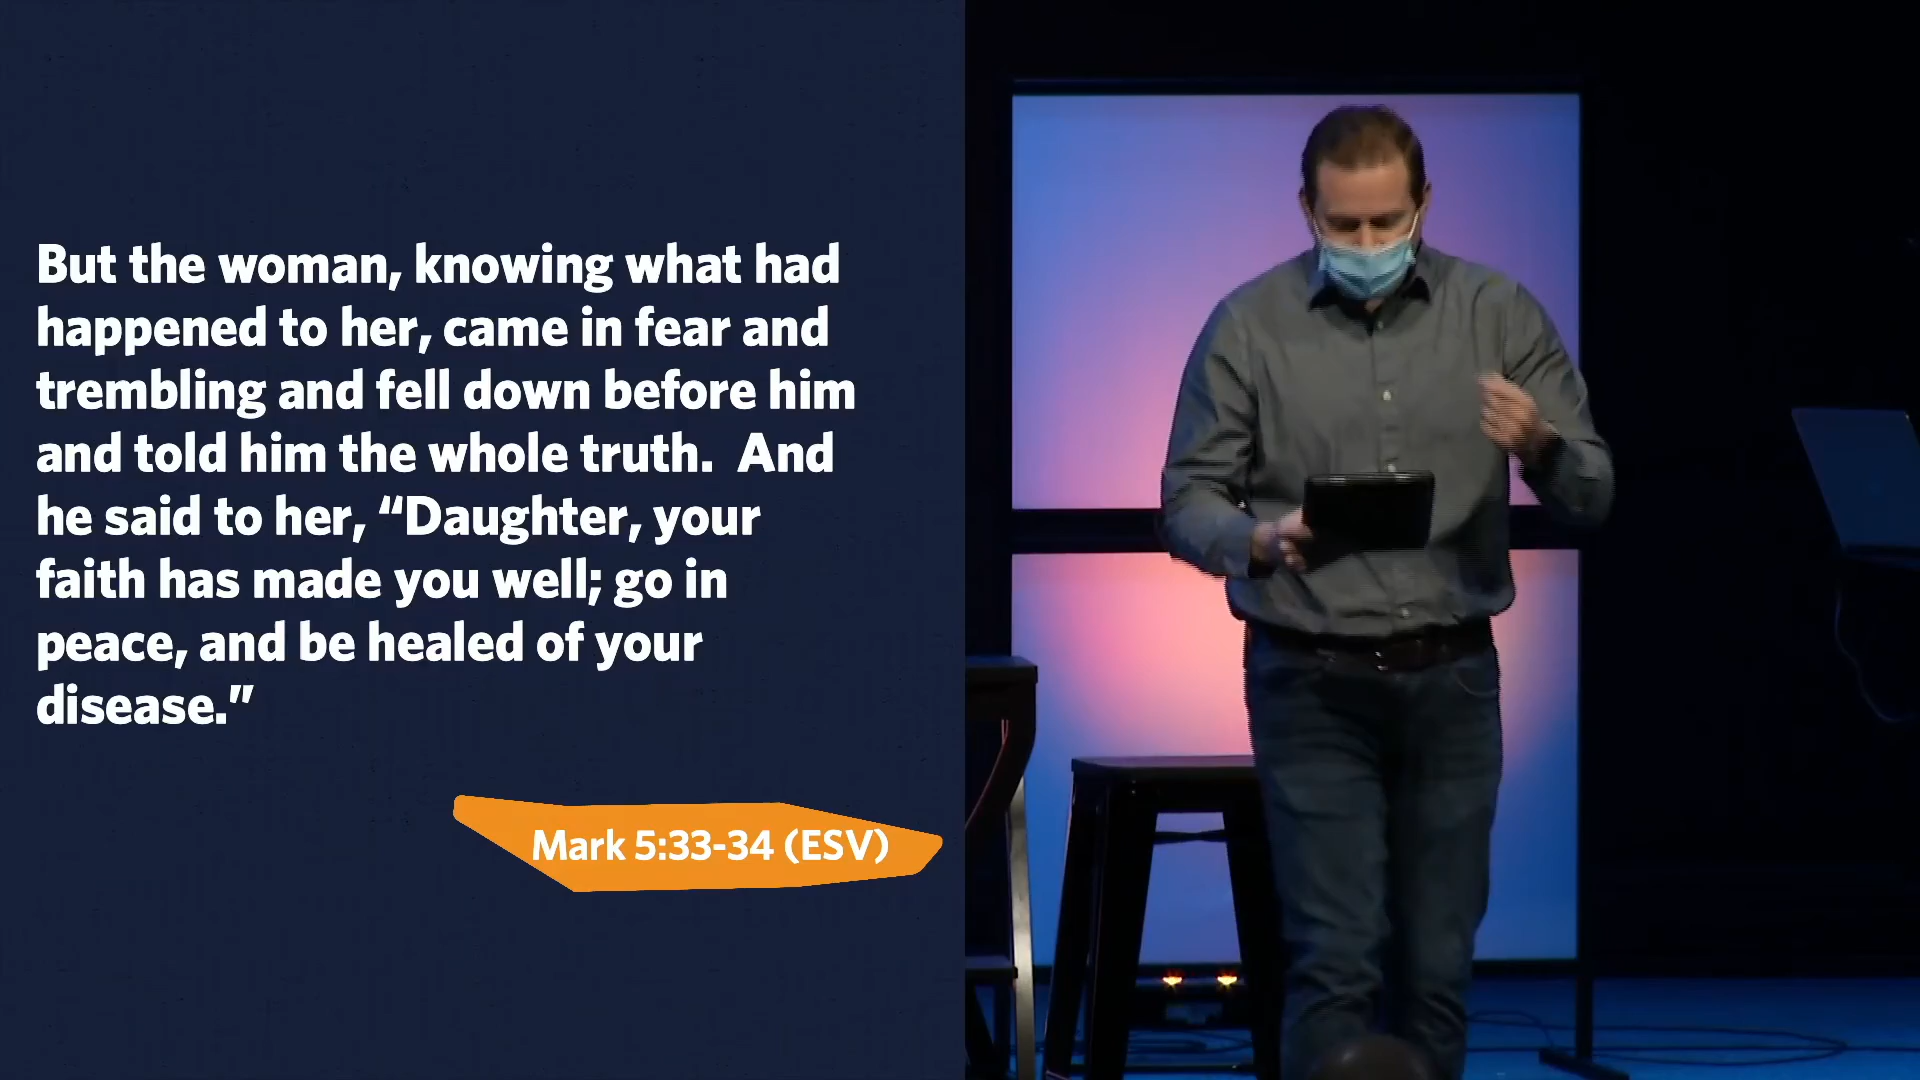 But the woman, knowing what had
happened to her, came in fear and
trembling and fell down before him
and told him the whole truth.  And
he said to her, “Daughter, your
faith has made you well; go in
peace, and be healed of your
disease.”
Mark 5:33-34 (ESV)